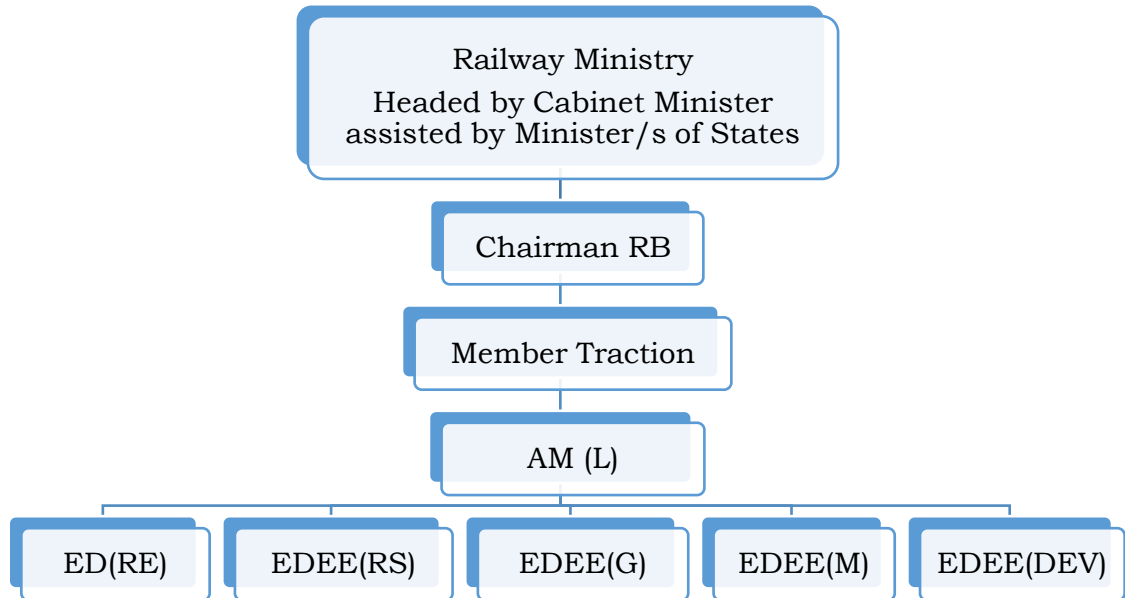 Railway Ministry
Headed by Cabinet Minister
assisted by Minister/s of States
Chairman RB
Member Traction
AM (L)
ED(RE)
EDEE(RS)
EDEE(G)
EDEE(M)
EDEE(DEV)